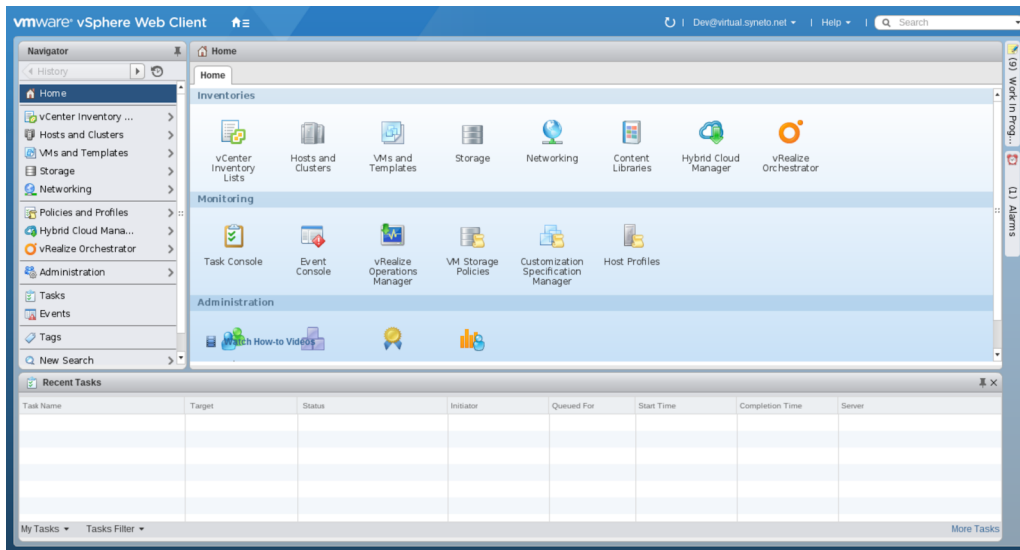 vmware® vSphere Web Client
Dev@virtual.syneto.net
Help
Search
Navigator
History
Home
vCenter Inventory ...
Hosts and Clusters
VMs and Templates
Storage
Networking
Policies and Profiles
Hybrid Cloud Mana...
vRealize Orchestrator
Administration
Tasks
Events
Tags
New Search
Home
Home
Inventories
vCenter
Inventory
Lists
Hosts and
Clusters
VMs and
Templates
Storage
Networking
Content
Libraries
Hybrid Cloud
Manager
vRealize
Orchestrator
Monitoring
Task Console
Event
Console
vRealize
Operations
Manager
VM Storage
Policies
Customization
Specification
Manager
Host Profiles
Administration
Watch How-to Videos
(9) Work In Prog...
(1) Alarms
Recent Tasks
Task Name Target Status Initiator Queued For Start Time Completion Time Server
My Tasks Tasks Filter More Tasks